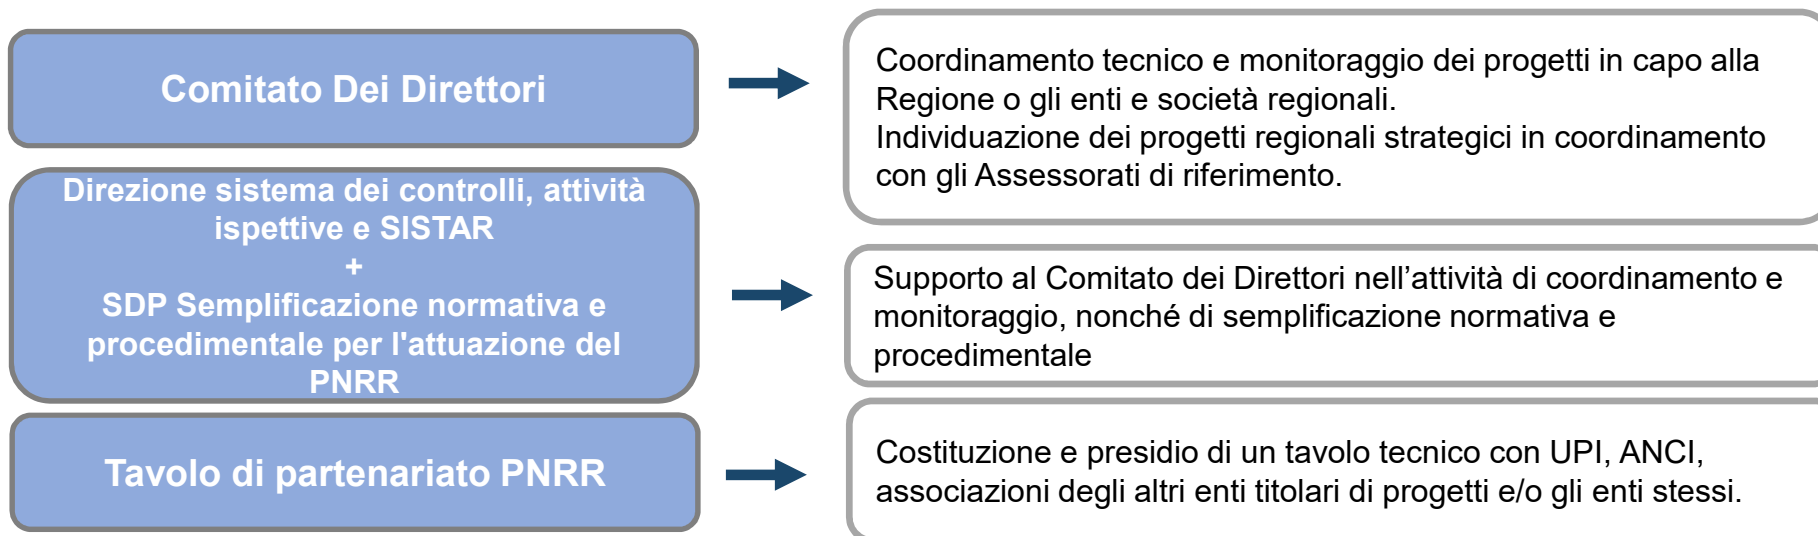 Comitato Dei Direttori
Coordinamento tecnico e monitoraggio dei progetti in capo alla
Regione o gli enti e società regionali.
Individuazione dei progetti regionali strategici in coordinamento
con gli Assessorati di riferimento.
Direzione sistema dei controlli, attività
ispettive e SISTAR
+
SDP Semplificazione normativa e
procedimentale per l'attuazione del
PNRR
Supporto al Comitato dei Direttori nell’attività di coordinamento e
monitoraggio, nonché di semplificazione normativa e
procedimentale
Tavolo di partenariato PNRR
Costituzione e presidio di un tavolo tecnico con UPI, ANCI,
associazioni degli altri enti titolari di progetti e/o gli enti stessi.